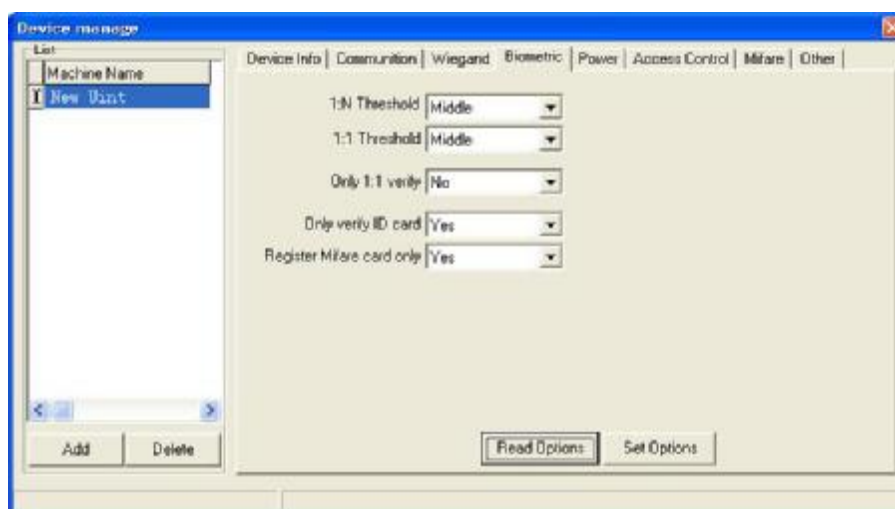 Device manage
List
Machine Name
New Uint
Add Delete
Device Info Communition Wiegand Biometric Power Access Control Mifare Other
1:N Threshold Middle
1:1 Threshold Middle
Only 1:1 verify No
Only verify ID card Yes
Register Mifare card only Yes
Read Options Set Options